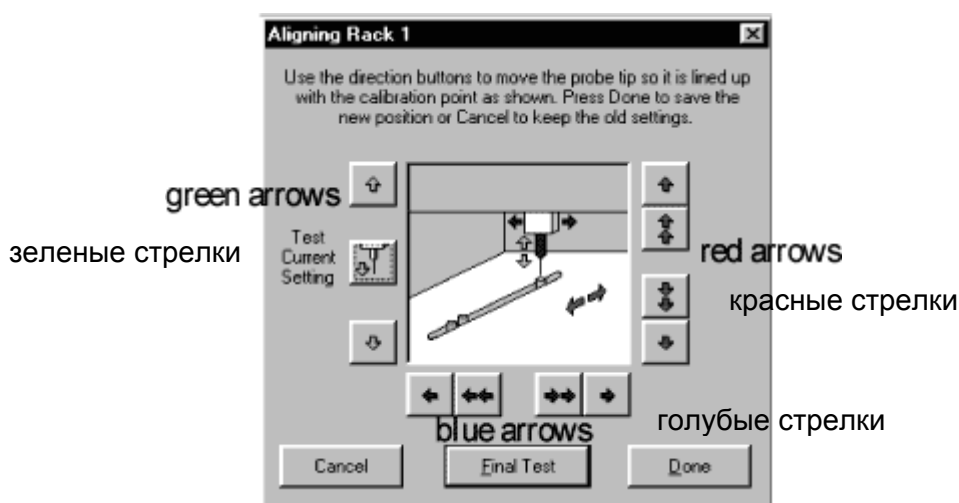 Aligning Rack 1
Use the direction buttons to move the probe tip so it is lined up
with the calibration point as shown. Press Done to save the
new position or Cancel to keep the old settings.
green arrows
зеленые стрелки
Test
Current
Setting
red arrows
красные стрелки
blue arrows
голубые стрелки
Cancel
Final Test
Done